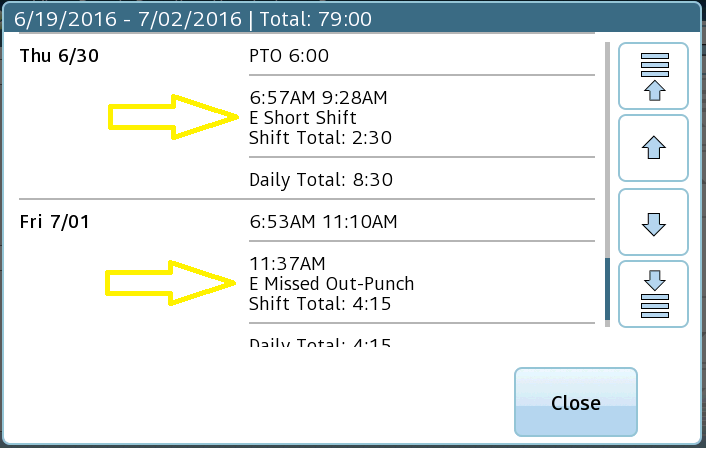 6/19/2016 - 7/02/2016 | Total: 79:00
Thu 6/30
PTO 6:00
6:57AM 9:28AM
E Short Shift
Shift Total: 2:30
Daily Total: 8:30
Fri 7/01
6:53AM 11:10AM
11:37AM
E Missed Out-Punch
Shift Total: 4:15
Daily Total: 4:15
Close